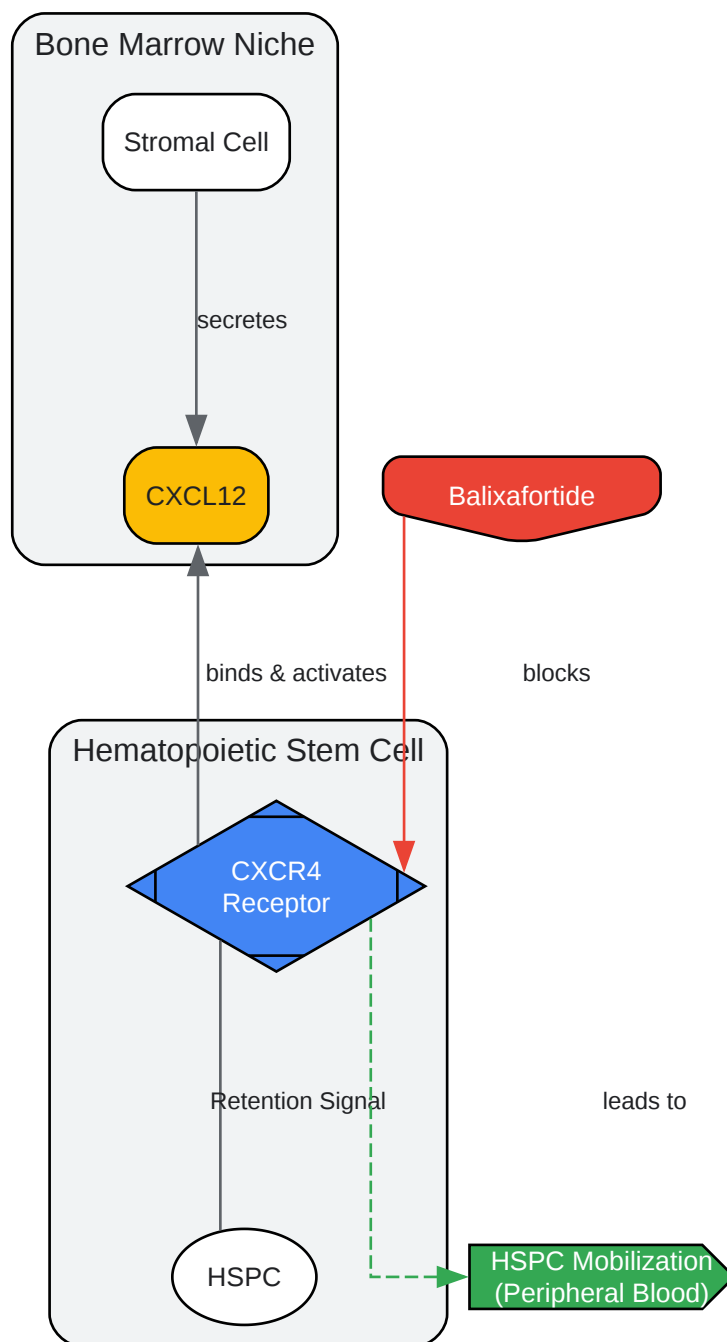 Bone Marrow Niche
Stromal Cell
secretes
CXCL12
Balixafortide
binds & activates
blocks
Hematopoietic Stem Cell
CXCR4
Receptor
Retention Signal
leads to
HSPC
HSPC Mobilization
(Peripheral Blood)